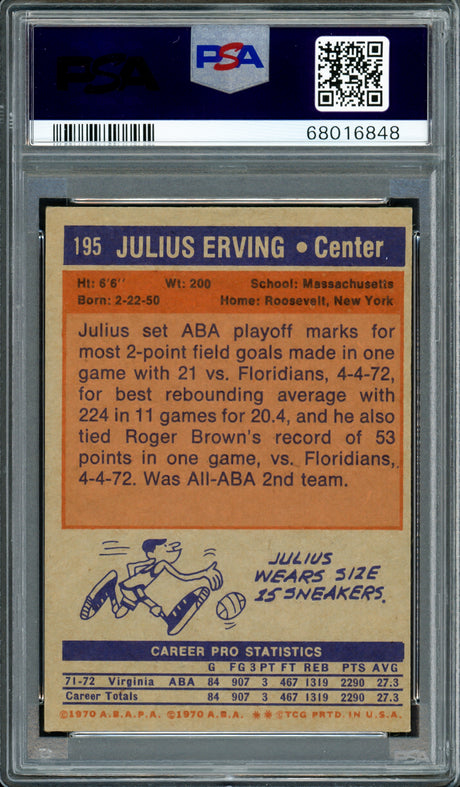 PSA
PSA
68016848
195 JULIUS ERVING • Center
Ht: 6'6'' Wt: 200 School: Massachusetts
Born: 2-22-50 Home: Roosevelt, New York
Julius set ABA playoff marks for
most 2-point field goals made in one
game with 21 vs. Floridians, 4-4-72,
for best rebounding average with
224 in 11 games for 20.4, and he also
tied Roger Brown's record of 53
points in one game, vs. Floridians,
4-4-72. Was All-ABA 2nd team.
JULIUS
WEARS SIZE
15 SNEAKERS.
CAREER PRO STATISTICS
G FG 3PT FT REB PTS AVG
71-72 Virginia ABA 84 907 3 467 1319 2290 27.3
Career Totals 84 907 3 467 1319 2290 27.3
©1970 A.B.A.P.A. ©1970 A.B.A. ** ©TCG PRTD. IN U.S.A.